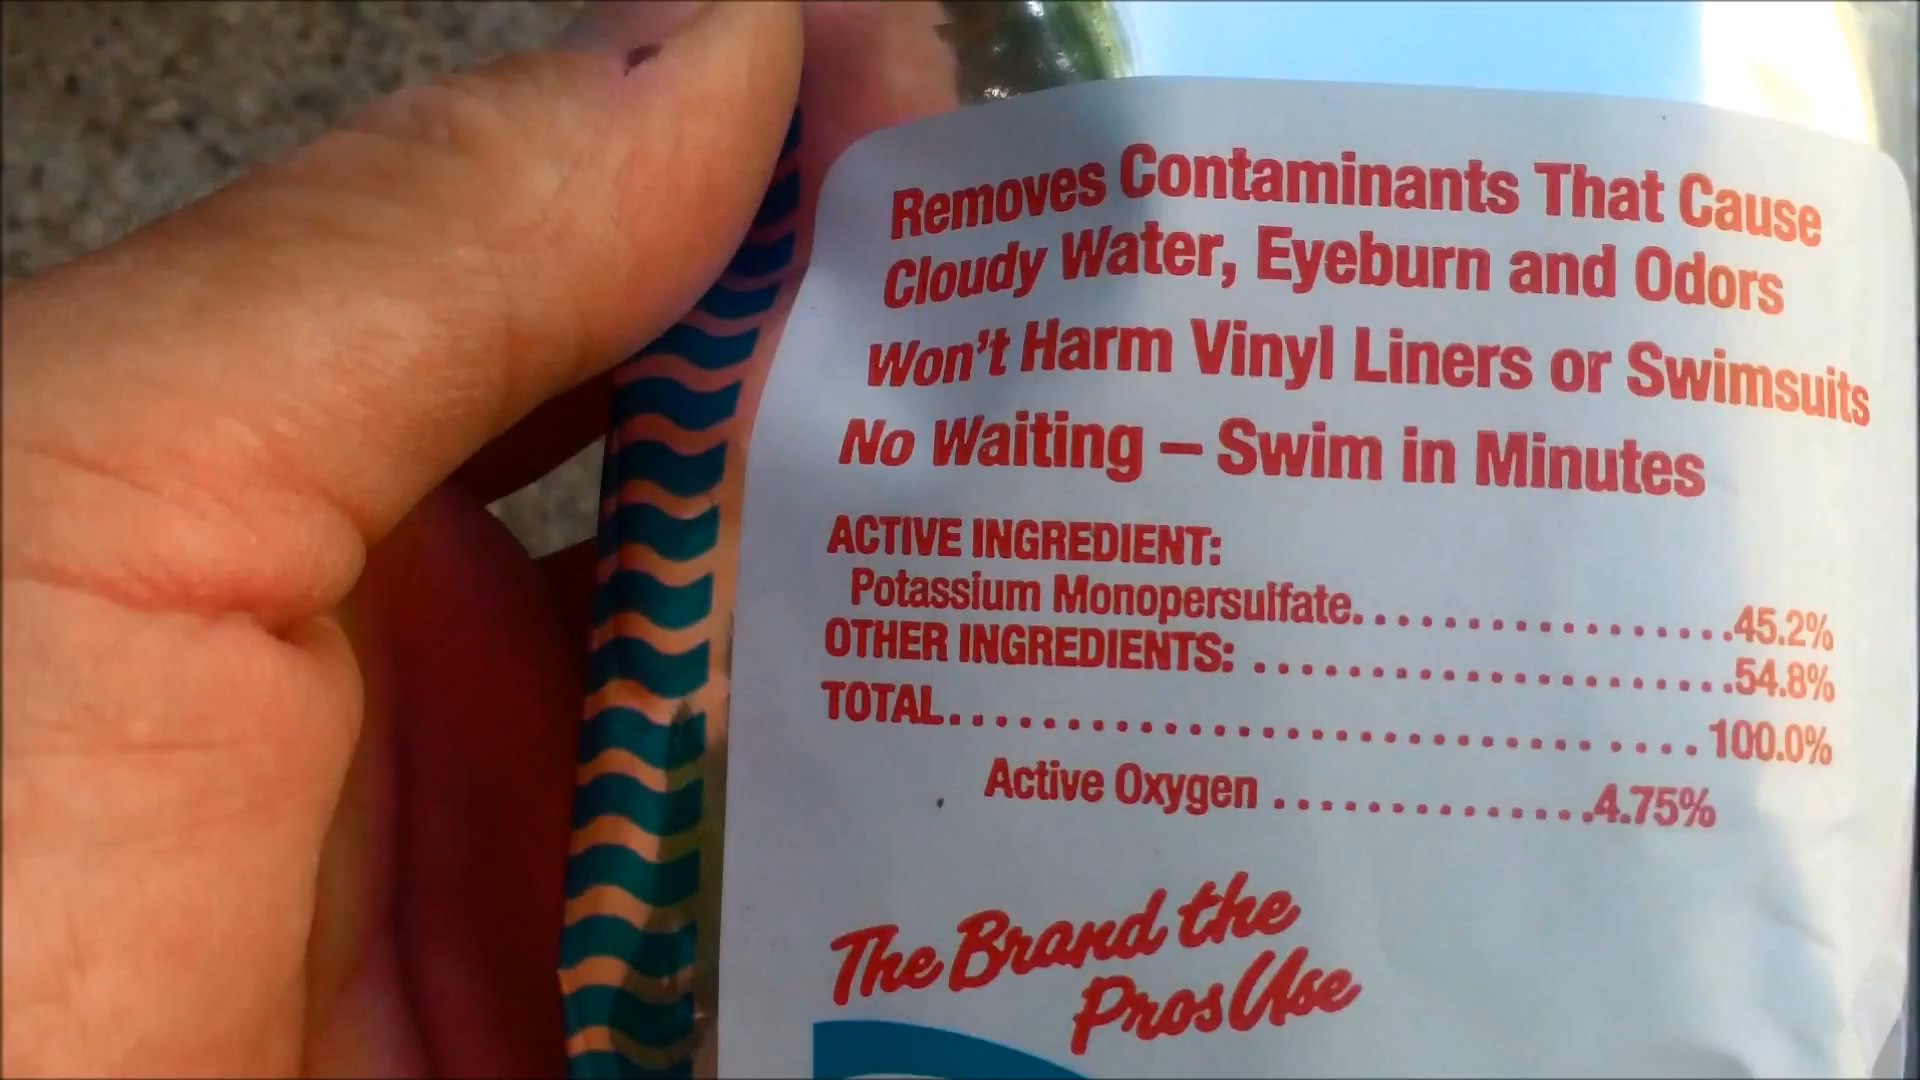 Removes Contaminants That Cause
Cloudy Water, Eyeburn and Odors
Won't Harm Vinyl Liners or Swimsuits
No Waiting – Swim in Minutes
ACTIVE INGREDIENT:
Potassium Monopersulfate..................45.2%
OTHER INGREDIENTS: ....................54.8%
TOTAL.............................100.0%
Active Oxygen ...............4.75%
The Brand the
Pros Use